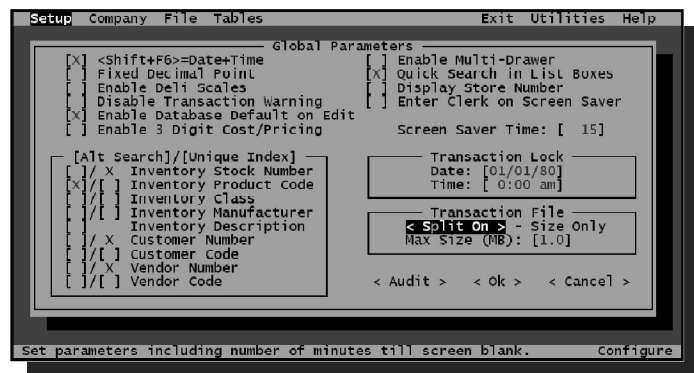 Setup Company File Tables Exit Utilities Help
Global Parameters
[X] <Shift+F6>=Date+Time [ ] Enable Multi-Drawer
[ ] Fixed Decimal Point [X] Quick Search in List Boxes
[ ] Enable Deli Scales [ ] Display Store Number
[ ] Disable Transaction Warning [ ] Enter Clerk on Screen Saver
[X] Enable Database Default on Edit
[ ] Enable 3 Digit Cost/Pricing Screen Saver Time: [ 15]
[Alt Search]/[Unique Index] Transaction Lock
[ ]/ X Inventory Stock Number Date: [01/01/80]
[X]/[ ] Inventory Product Code Time: [ 0:00 am]
[ ]/[ ] Inventory Class
[ ]/[ ] Inventory Manufacturer Transaction File
[ ] Inventory Description < Split On > - Size Only
[ ]/ X Customer Number Max Size (MB): [1.0]
[ ]/[ ] Customer Code
[ ]/ X Vendor Number
[ ]/[ ] Vendor Code < Audit > < Ok > < Cancel >
Set parameters including number of minutes till screen blank. Configure